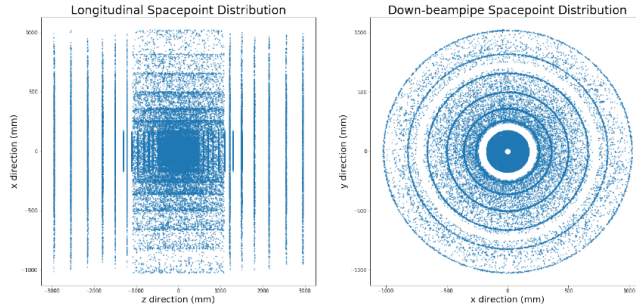 Longitudinal Spacepoint Distribution
Down-beampipe Spacepoint Distribution
x direction (mm)
1000
500
0
−500
−1000
−3000 −2000 −1000 0 1000 2000 3000
z direction (mm)
y direction (mm)
1000
500
0
−500
−1000
−1000 −500 0 500 1000
x direction (mm)